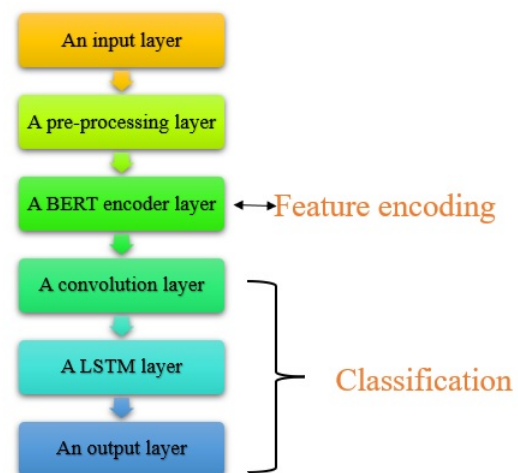 An input layer
A pre-processing layer
A BERT encoder layer
Feature encoding
A convolution layer
A LSTM layer
Classification
An output layer